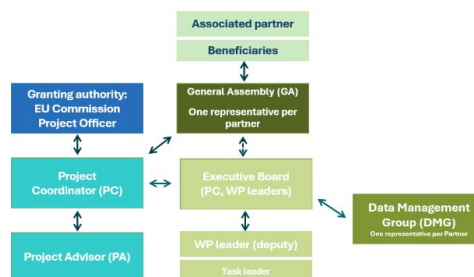 Associated partner
Beneficiaries
Granting authority:
EU Commission
Project Officer
General Assembly (GA)
One representative per
partner
Project
Coordinator (PC)
Executive Board
(PC, WP leaders)
Data Management
Group (DMG)
One representative per Partner
Project Advisor (PA)
WP leader (deputy)
Task leader